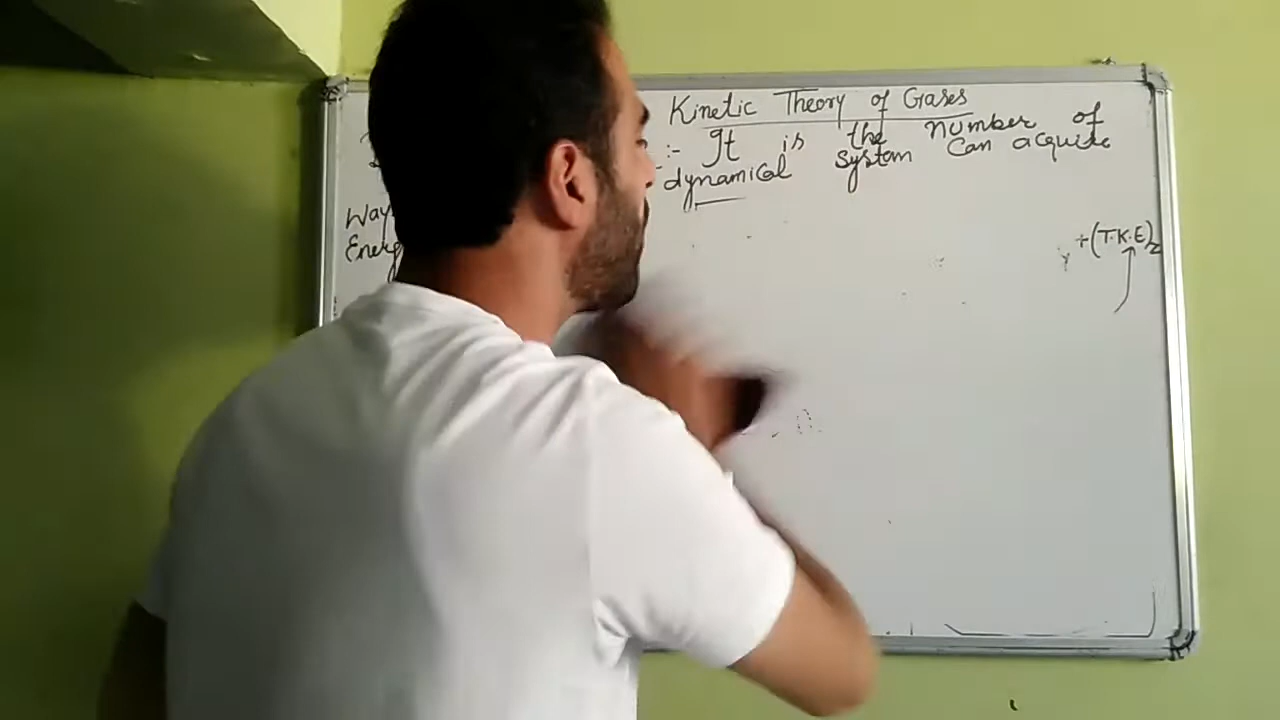 Kinetic Theory of Gases
:- It is the number of
Way dynamical system can acquire
Energ
+(T.K.E)z